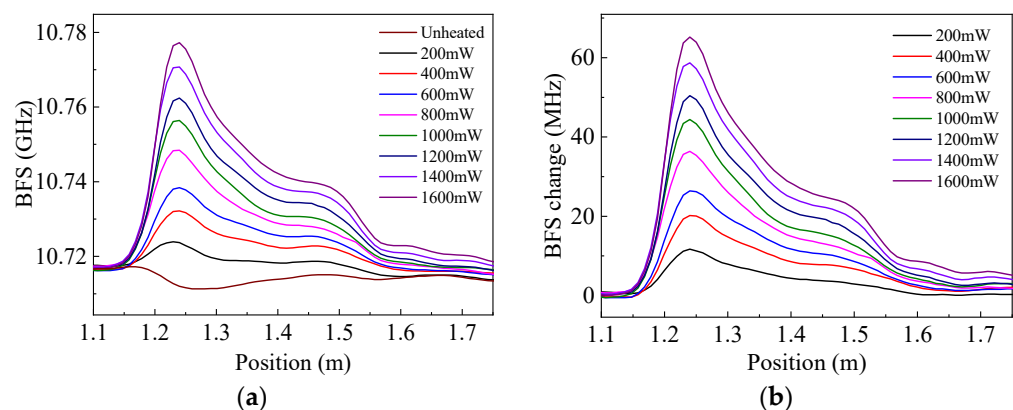 10.78
10.76
10.74
10.72
BFS (GHz)
Unheated
200mW
400mW
600mW
800mW
1000mW
1200mW
1400mW
1600mW
1.1 1.2 1.3 1.4 1.5 1.6 1.7
Position (m)
(a)
60
40
20
0
BFS change (MHz)
200mW
400mW
600mW
800mW
1000mW
1200mW
1400mW
1600mW
1.1 1.2 1.3 1.4 1.5 1.6 1.7
Position (m)
(b)